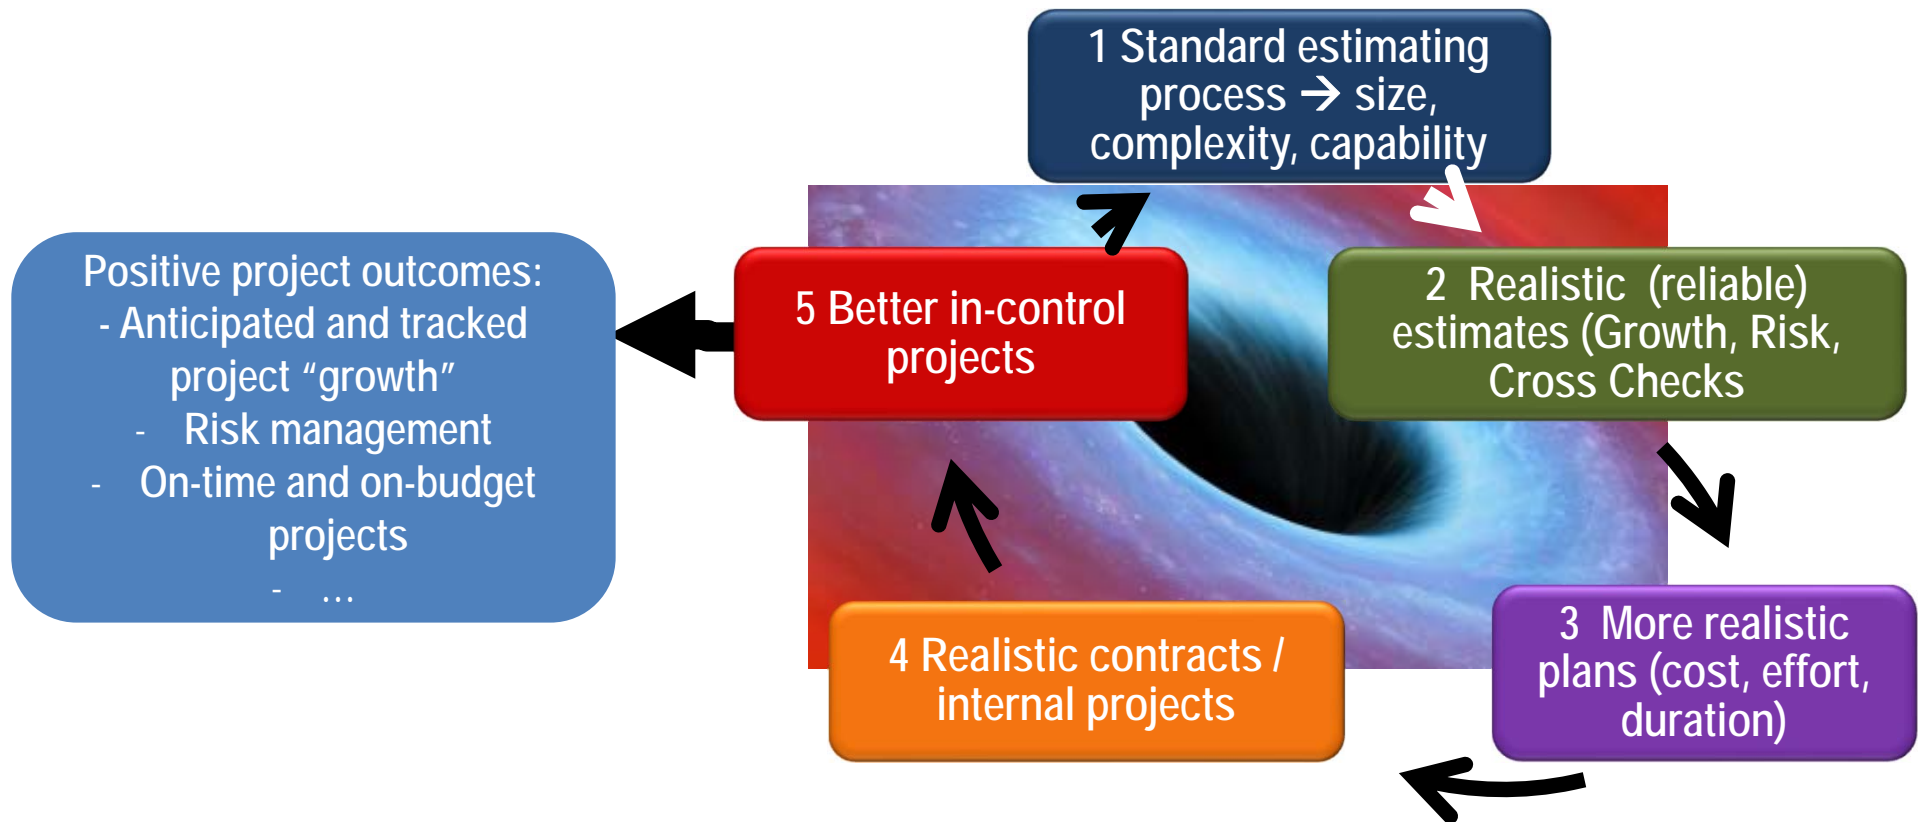 1 Standard estimating
process → size,
complexity, capability
Positive project outcomes:
- Anticipated and tracked
project “growth”
- Risk management
- On-time and on-budget
projects
- …
5 Better in-control
projects
2 Realistic (reliable)
estimates (Growth, Risk,
Cross Checks
4 Realistic contracts /
internal projects
3 More realistic
plans (cost, effort,
duration)